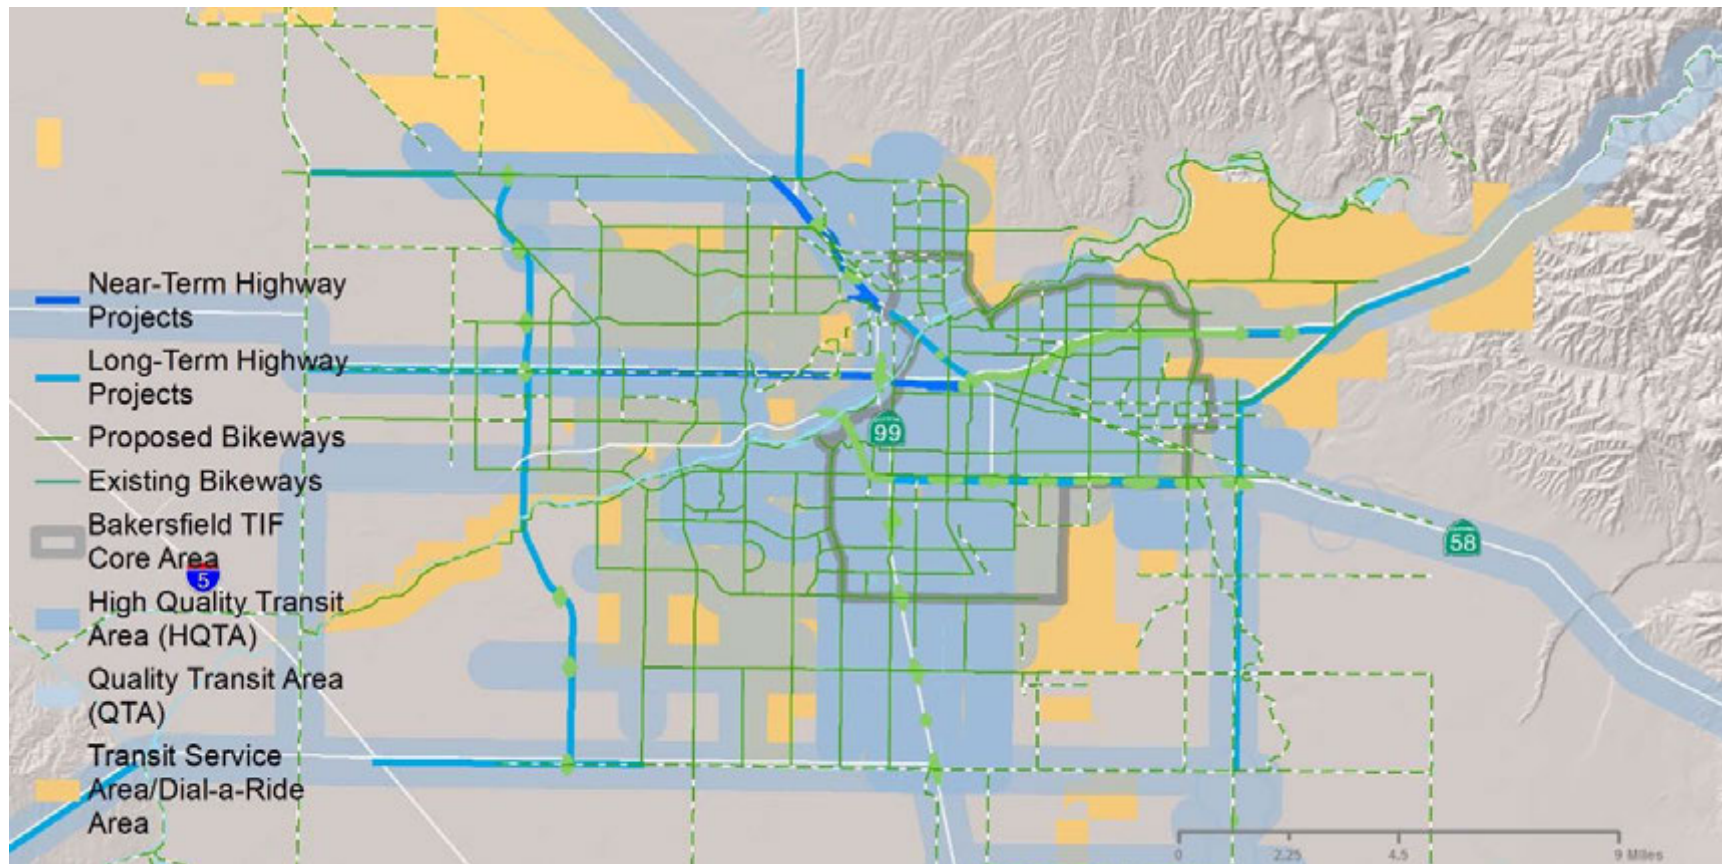 Near-Term Highway
Projects
Long-Term Highway
Projects
Proposed Bikeways
Existing Bikeways
Bakersfield TIF
Core Area
5
High Quality Transit
Area (HQTA)
Quality Transit Area
(QTA)
Transit Service
Area/Dial-a-Ride
Area
99
58
0 2.25 4.5 9 Miles